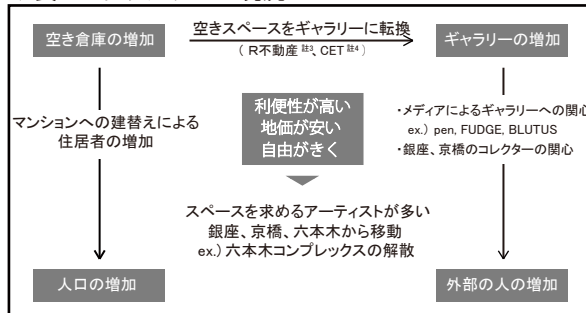 空きスペースをギャラリーに転換
空き倉庫の増加
ギャラリーの増加
（ R不動産 註3、CET 註4 ）
利便性が高い
地価が安い
自由がきく
マンションへの建替えによる
住居者の増加
・メディアによるギャラリーへの関心
ex.) pen, FUDGE, BLUTUS
・銀座、京橋のコレクターの関心
スペースを求めるアーティストが多い
銀座、京橋、六本木から移動
ex.) 六本木コンプレックスの解散
人口の増加
外部の人の増加